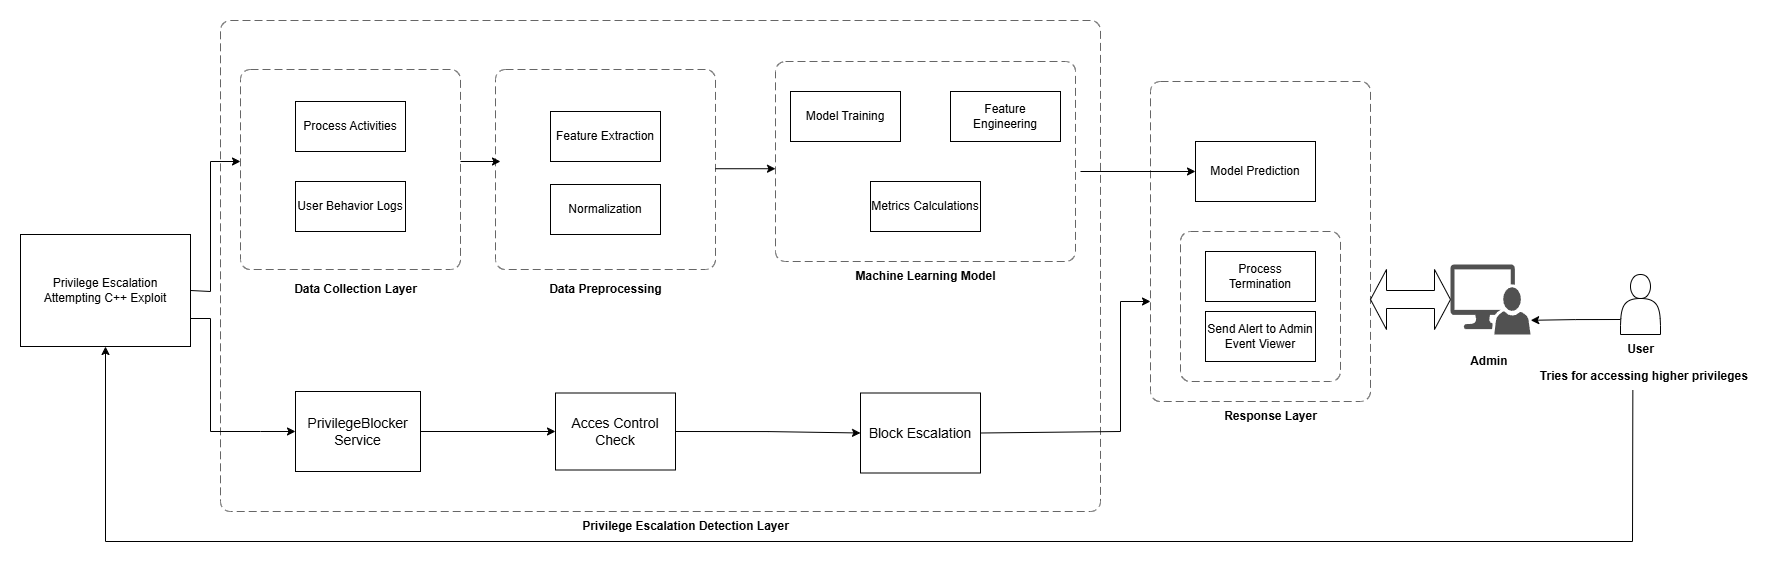 Privilege Escalation
Attempting C++ Exploit
Process Activities
User Behavior Logs
Data Collection Layer
Feature Extraction
Normalization
Data Preprocessing
Model Training
Feature
Engineering
Metrics Calculations
Machine Learning Model
PrivilegeBlocker
Service
Acces Control
Check
Block Escalation
Privilege Escalation Detection Layer
Model Prediction
Process
Termination
Send Alert to Admin
Event Viewer
Response Layer
Admin
User
Tries for accessing higher privileges